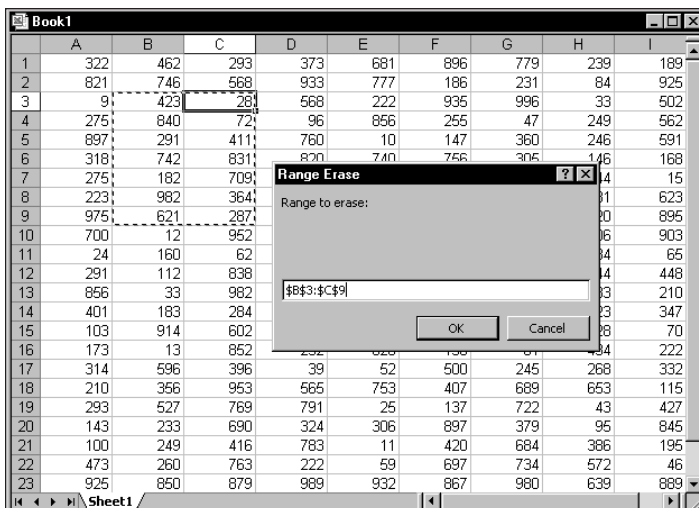 Book1
A B C D E F G H I
1 322 462 293 373 681 896 779 239 189
2 821 746 568 933 777 186 231 84 925
3 9 423 28 568 222 935 996 33 502
4 275 840 72 96 856 255 47 249 562
5 897 291 411 760 10 147 360 246 591
6 318 742 831 820 740 756 305 146 168
7 275 182 709 15
8 223 982 364 623
9 975 621 287 895
10 700 12 952 903
11 24 160 62 65
12 291 112 838 448
13 856 33 982 210
14 401 183 284 347
15 103 914 602 70
16 173 13 852 222
17 314 596 396 39 52 500 245 268 332
18 210 356 953 565 753 407 689 653 115
19 293 527 769 791 25 137 722 43 427
20 143 233 690 324 306 897 379 95 845
21 100 249 416 783 11 420 684 386 195
22 473 260 763 222 59 697 734 572 46
23 925 850 879 989 932 867 980 639 889
Sheet1
Range Erase
Range to erase:
$B$3:$C$9
OK Cancel